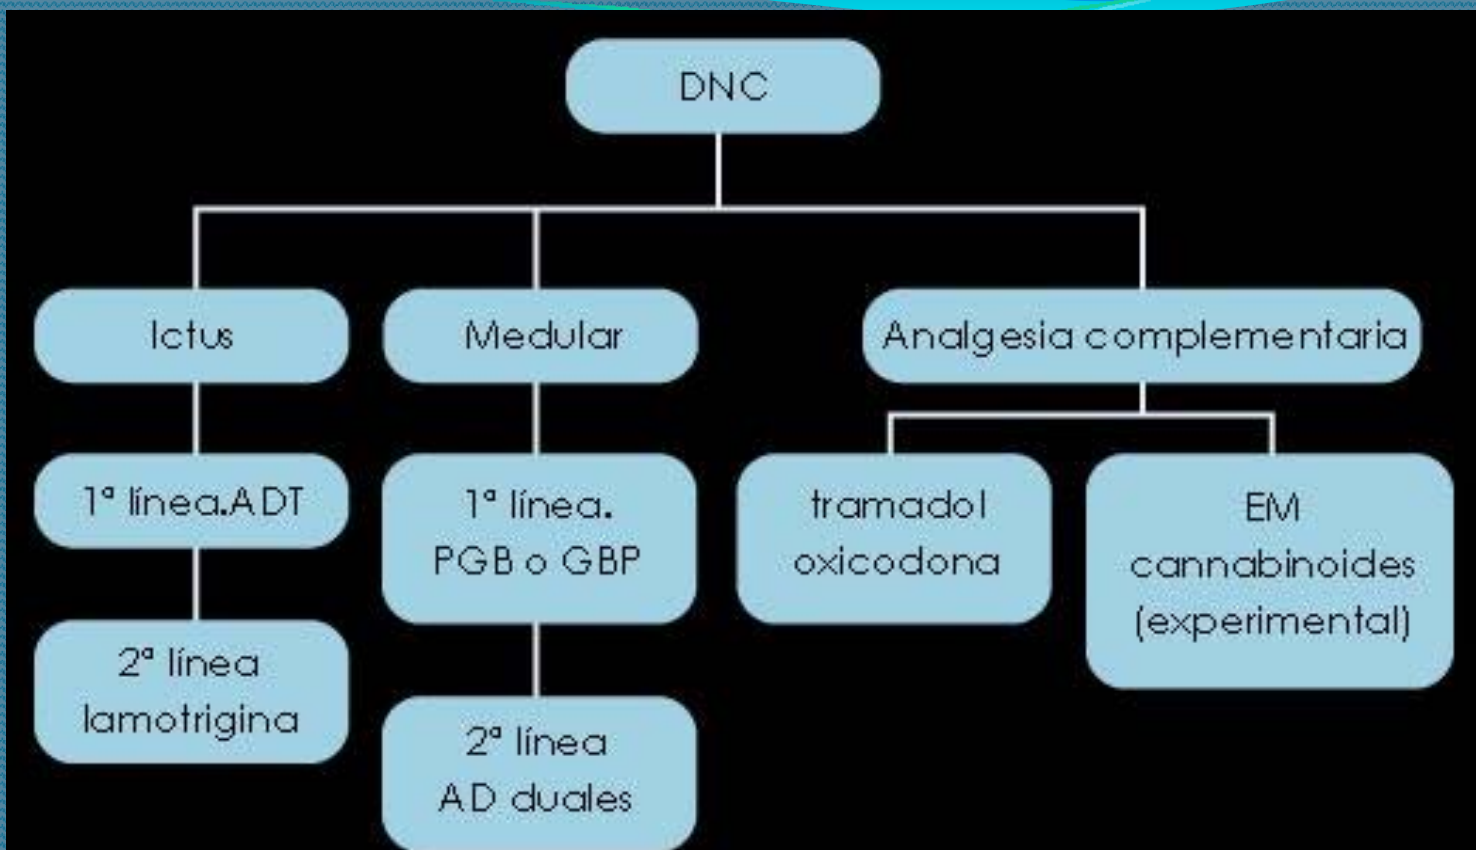 DNC
Ictus
Medular
Analgesia complementaria
1ª línea.ADT
1ª línea.
PGB o GBP
tramadol
oxicodona
EM
cannabinoides
(experimental)
2ª línea
lamotrigina
2ª línea
AD duales